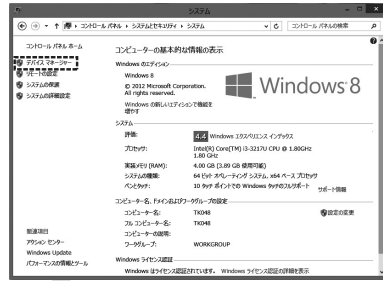 システム
コントロール パネル ▸ システムとセキュリティ ▸ システム
コントロール パネルの検索
コントロール パネル ホーム
デバイス マネージャー
リモートの設定
システムの保護
システムの詳細設定
コンピューターの基本的な情報の表示
Windows のエディション
Windows 8
© 2012 Microsoft Corporation.
All rights reserved.
Windows の新しいエディションで機能を
増やす
Windows 8
システム
評価: 4.4 Windows エクスペリエンス インデックス
プロセッサ: Intel(R) Core(TM) i3-3217U CPU @ 1.80GHz
1.80 GHz
実装メモリ (RAM): 4.00 GB (3.89 GB 使用可能)
システムの種類: 64 ビット オペレーティング システム、x64 ベース プロセッサ
ペンとタッチ: 10 タッチ ポイントでの Windows タッチのフルサポート
サポート情報
コンピューター名、ドメインおよびワークグループの設定
コンピューター名: TK048
設定の変更
フル コンピューター名: TK048
コンピューターの説明:
ワークグループ: WORKGROUP
Windows ライセンス認証
Windows はライセンス認証されています。 Windows ライセンス認証の詳細を表示
関連項目
アクション センター
Windows Update
パフォーマンスの情報とツール